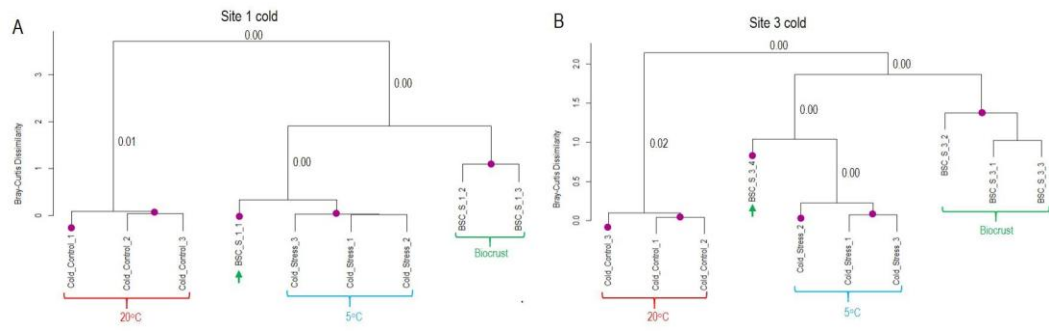 A
Site 1 cold
Bray-Curtis Dissimilarity
3
2
1
0
0.00
0.00
0.01
0.00
Cold_Control_1
Cold_Control_2
Cold_Control_3
BSC_S_1_1
Cold_Stress_3
Cold_Stress_1
Cold_Stress_2
BSC_S_1_2
BSC_S_1_3
Biocrust
20°C
5°C
B
Site 3 cold
Bray-Curtis Dissimilarity
2.0
1.5
1.0
0.5
0.0
0.00
0.00
0.00
0.02
0.00
Cold_Control_3
Cold_Control_1
Cold_Control_2
BSC_S_3_4
Cold_Stress_2
Cold_Stress_1
Cold_Stress_3
BSC_S_3_2
BSC_S_3_1
BSC_S_3_3
Biocrust
20°C
5°C